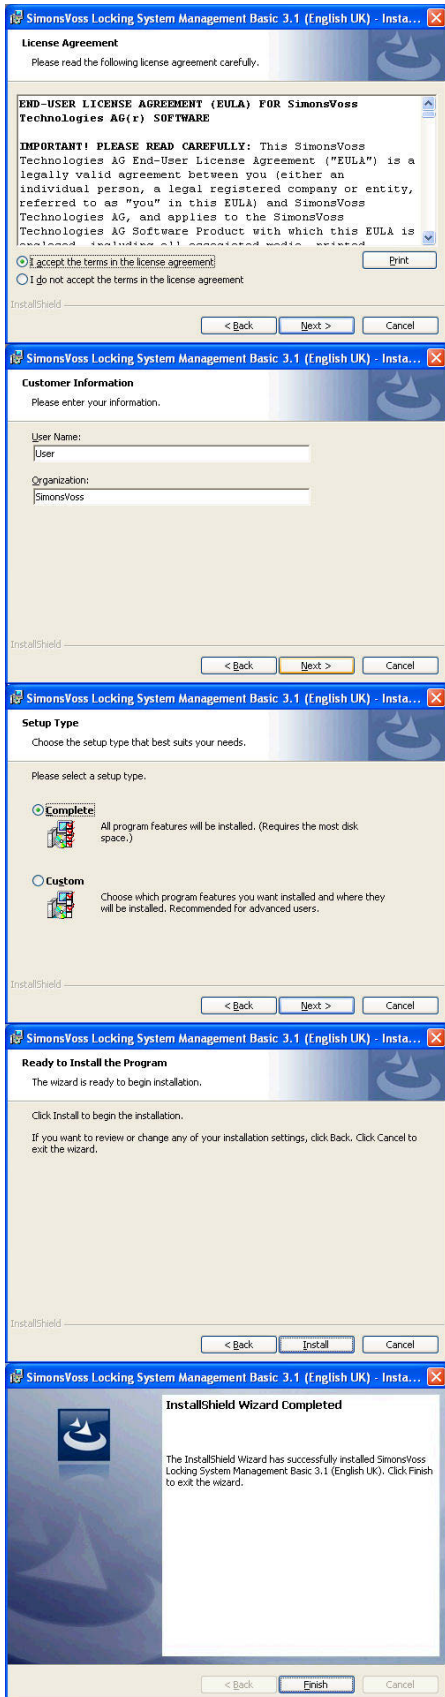 SimonsVoss Locking System Management Basic 3.1 (English UK) - Insta...
License Agreement
Please read the following license agreement carefully.
END-USER LICENSE AGREEMENT (EULA) FOR SimonsVoss
Technologies AG(r) SOFTWARE
IMPORTANT! PLEASE READ CAREFULLY: This SimonsVoss
Technologies AG End-User License Agreement ("EULA") is a
legally valid agreement between you (either an
individual person, a legal registered company or entity,
referred to as "you" in this EULA) and SimonsVoss
Technologies AG, and applies to the SimonsVoss
Technologies AG Software Product with which this EULA is
enclosed, including all associated media, printed
I accept the terms in the license agreement
Print
I do not accept the terms in the license agreement
InstallShield
< Back
Next >
Cancel
SimonsVoss Locking System Management Basic 3.1 (English UK) - Insta...
Customer Information
Please enter your information.
User Name:
User
Organization:
SimonsVoss
InstallShield
< Back
Next >
Cancel
SimonsVoss Locking System Management Basic 3.1 (English UK) - Insta...
Setup Type
Choose the setup type that best suits your needs.
Please select a setup type.
Complete
All program features will be installed. (Requires the most disk
space.)
Custom
Choose which program features you want installed and where they
will be installed. Recommended for advanced users.
InstallShield
< Back
Next >
Cancel
SimonsVoss Locking System Management Basic 3.1 (English UK) - Insta...
Ready to Install the Program
The wizard is ready to begin installation.
Click Install to begin the installation.
If you want to review or change any of your installation settings, click Back. Click Cancel to
exit the wizard.
InstallShield
< Back
Install
Cancel
SimonsVoss Locking System Management Basic 3.1 (English UK) - Insta...
InstallShield Wizard Completed
The InstallShield Wizard has successfully installed SimonsVoss
Locking System Management Basic 3.1 (English UK). Click Finish
to exit the wizard.
< Back
Finish
Cancel